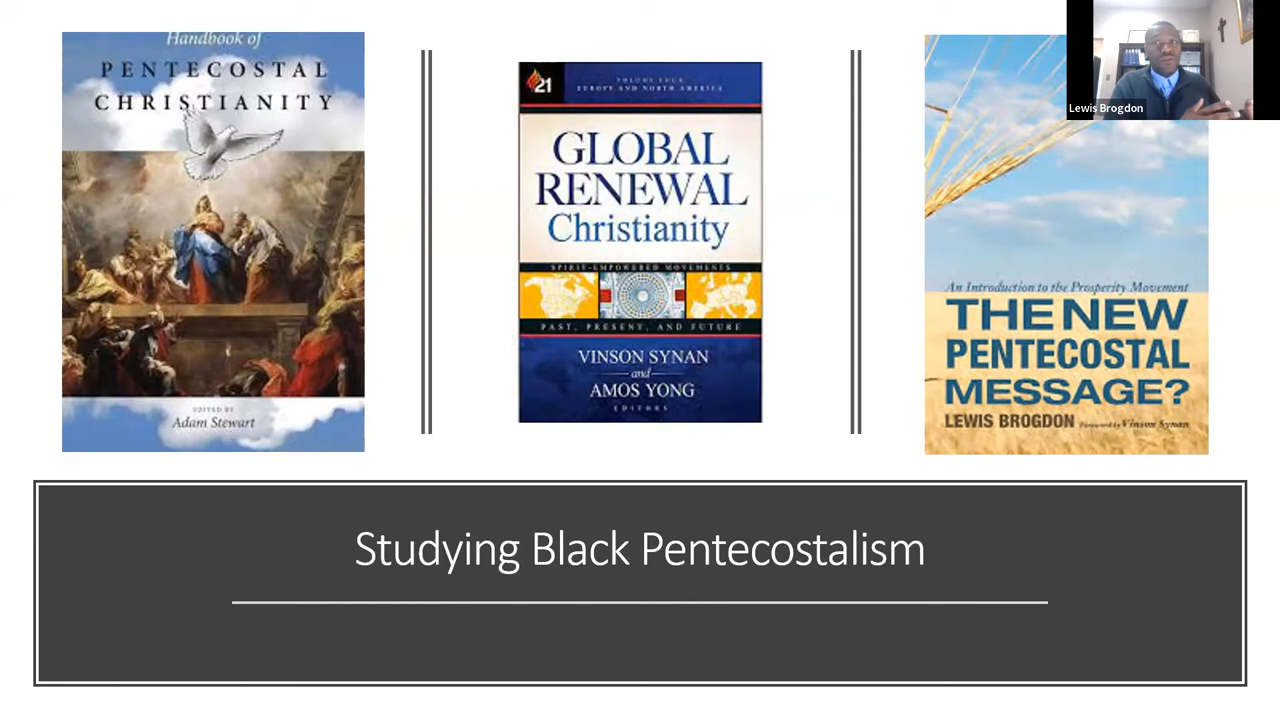 Handbook of
PENTECOSTAL
CHRISTIANITY
EDITED BY
Adam Stewart
21
VOLUME FOUR
EUROPE AND NORTH AMERICA
GLOBAL
RENEWAL
Christianity
SPIRIT-EMPOWERED MOVEMENTS
PAST, PRESENT, AND FUTURE
VINSON SYNAN
and
AMOS YONG
EDITORS
An Introduction to the Prosperity Movement
THE NEW
PENTECOSTAL
MESSAGE?
LEWIS BROGDON Foreword by Vinson Synan
Lewis Brogdon
Studying Black Pentecostalism